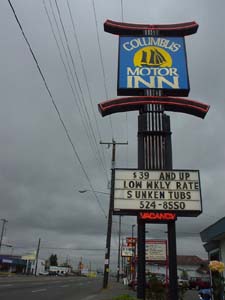 COLUMBUS
MOTOR
INN
$39 AND UP
LOW WKLY RATE
SUNKEN TUBS
524-8550
VACANCY